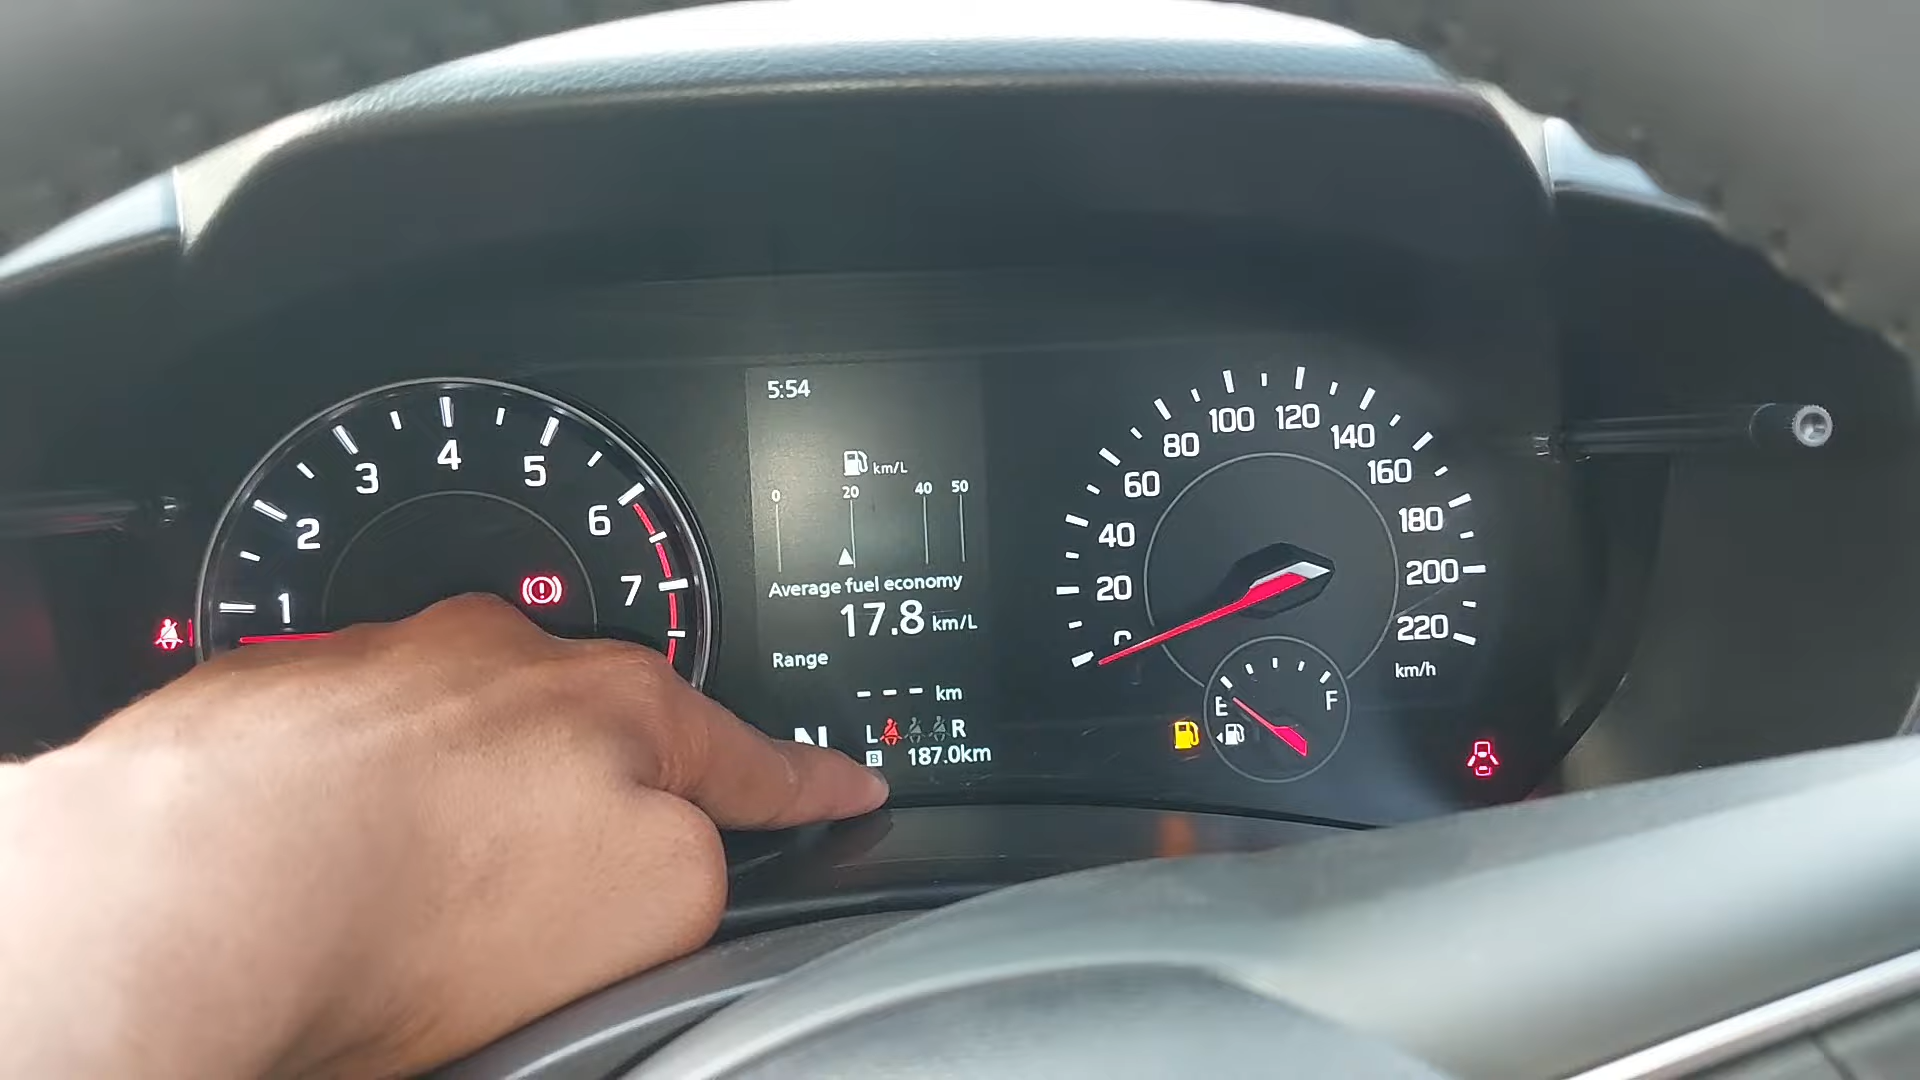 5:54
km/L
0 20 40 50
Average fuel economy
17.8 km/L
Range
--- km
N
L R
B 187.0km
1
2
3
4
5
6
7
0
20
40
60
80
100
120
140
160
180
200
220
km/h
E F